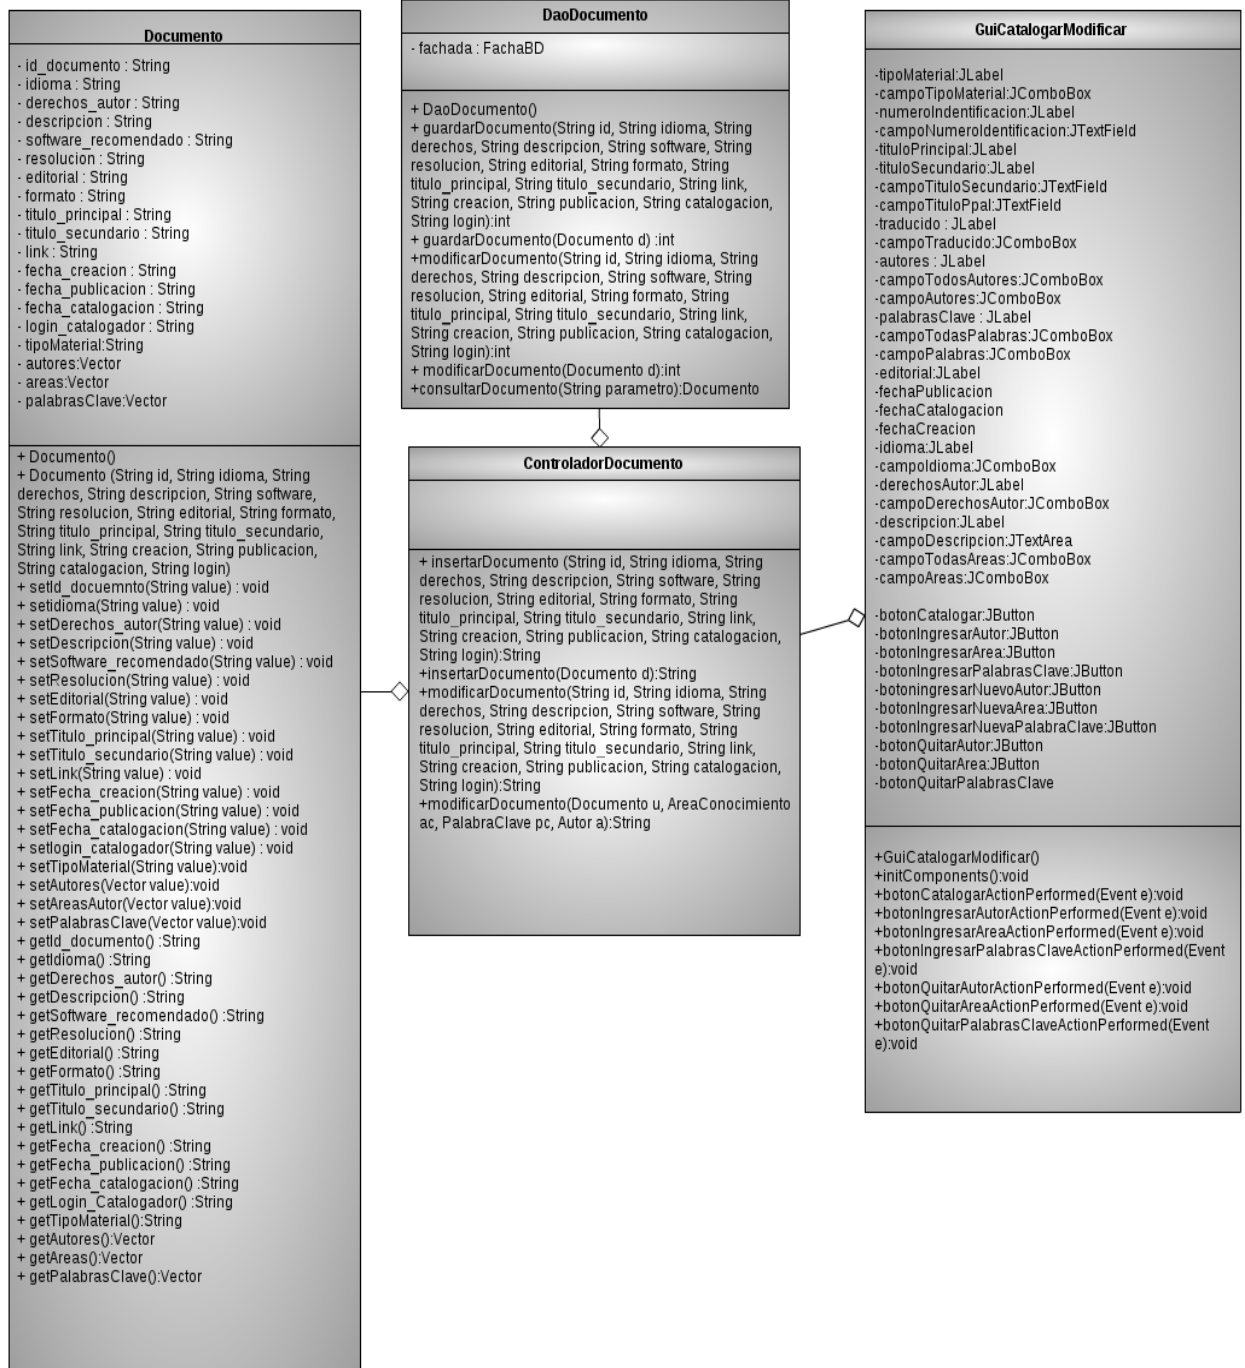 Documento
- id_documento : String
- idioma : String
- derechos_autor : String
- descripcion : String
- software_recomendado : String
- resolucion : String
- editorial : String
- formato : String
- titulo_principal : String
- titulo_secundario : String
- link : String
- fecha_creacion : String
- fecha_publicacion : String
- fecha_catalogacion : String
- login_catalogador : String
- tipoMaterial:String
- autores:Vector
- areas:Vector
- palabrasClave:Vector
+ Documento()
+ Documento (String id, String idioma, String
derechos, String descripcion, String software,
String resolucion, String editorial, String formato,
String titulo_principal, String titulo_secundario,
String link, String creacion, String publicacion,
String catalogacion, String login)
+ setId_docuemnto(String value) : void
+ setidioma(String value) : void
+ setDerechos_autor(String value) : void
+ setDescripcion(String value) : void
+ setSoftware_recomendado(String value) : void
+ setResolucion(String value) : void
+ setEditorial(String value) : void
+ setFormato(String value) : void
+ setTitulo_principal(String value) : void
+ setTitulo_secundario(String value) : void
+ setLink(String value) : void
+ setFecha_creacion(String value) : void
+ setFecha_publicacion(String value) : void
+ setFecha_catalogacion(String value) : void
+ setlogin_catalogador(String value) : void
+ setTipoMaterial(String value):void
+ setAutores(Vector value):void
+ setAreasAutor(Vector value):void
+ setPalabrasClave(Vector value):void
+ getId_documento() :String
+ getIdioma() :String
+ getDerechos_autor() :String
+ getDescripcion() :String
+ getSoftware_recomendado() :String
+ getResolucion() :String
+ getEditorial() :String
+ getFormato() :String
+ getTitulo_principal() :String
+ getTitulo_secundario() :String
+ getLink() :String
+ getFecha_creacion() :String
+ getFecha_publicacion() :String
+ getFecha_catalogacion() :String
+ getLogin_Catalogador() :String
+ getTipoMaterial():String
+ getAutores():Vector
+ getAreas():Vector
+ getPalabrasClave():Vector
DaoDocumento
- fachada : FachaBD
+ DaoDocumento()
+ guardarDocumento(String id, String idioma, String
derechos, String descripcion, String software, String
resolucion, String editorial, String formato, String
titulo_principal, String titulo_secundario, String link,
String creacion, String publicacion, String catalogacion,
String login):int
+ guardarDocumento(Documento d) :int
+modificarDocumento(String id, String idioma, String
derechos, String descripcion, String software, String
resolucion, String editorial, String formato, String
titulo_principal, String titulo_secundario, String link,
String creacion, String publicacion, String catalogacion,
String login):int
+ modificarDocumento(Documento d):int
+consultarDocumento(String parametro):Documento
ControladorDocumento
+ insertarDocumento (String id, String idioma, String
derechos, String descripcion, String software, String
resolucion, String editorial, String formato, String
titulo_principal, String titulo_secundario, String link,
String creacion, String publicacion, String catalogacion,
String login):String
+insertarDocumento(Documento d):String
+modificarDocumento(String id, String idioma, String
derechos, String descripcion, String software, String
resolucion, String editorial, String formato, String
titulo_principal, String titulo_secundario, String link,
String creacion, String publicacion, String catalogacion,
String login):String
+modificarDocumento(Documento u, AreaConocimiento
ac, PalabraClave pc, Autor a):String
GuiCatalogarModificar
-tipoMaterial:JLabel
-campoTipoMaterial:JComboBox
-numeroIndentificacion:JLabel
-campoNumeroIdentificacion:JTextField
-tituloPrincipal:JLabel
-tituloSecundario:JLabel
-campoTituloSecundario:JTextField
-campoTituloPpal:JTextField
-traducido : JLabel
-campoTraducido:JComboBox
-autores : JLabel
-campoTodosAutores:JComboBox
-campoAutores:JComboBox
-palabrasClave : JLabel
-campoTodasPalabras:JComboBox
-campoPalabras:JComboBox
-editorial:JLabel
-fechaPublicacion
-fechaCatalogacion
-fechaCreacion
-idioma:JLabel
-campoIdioma:JComboBox
-derechosAutor:JLabel
-campoDerechosAutor:JComboBox
-descripcion:JLabel
-campoDescripcion:JTextArea
-campoTodasAreas:JComboBox
-campoAreas:JComboBox
-botonCatalogar:JButton
-botonIngresarAutor:JButton
-botonIngresarArea:JButton
-botonIngresarPalabrasClave:JButton
-botoningresarNuevoAutor:JButton
-botonIngresarNuevaArea:JButton
-botonIngresarNuevaPalabraClave:JButton
-botonQuitarAutor:JButton
-botonQuitarArea:JButton
-botonQuitarPalabrasClave
+GuiCatalogarModificar()
+initComponents():void
+botonCatalogarActionPerformed(Event e):void
+botonIngresarAutorActionPerformed(Event e):void
+botonIngresarAreaActionPerformed(Event e):void
+botonIngresarPalabrasClaveActionPerformed(Event
e):void
+botonQuitarAutorActionPerformed(Event e):void
+botonQuitarAreaActionPerformed(Event e):void
+botonQuitarPalabrasClaveActionPerformed(Event
e):void